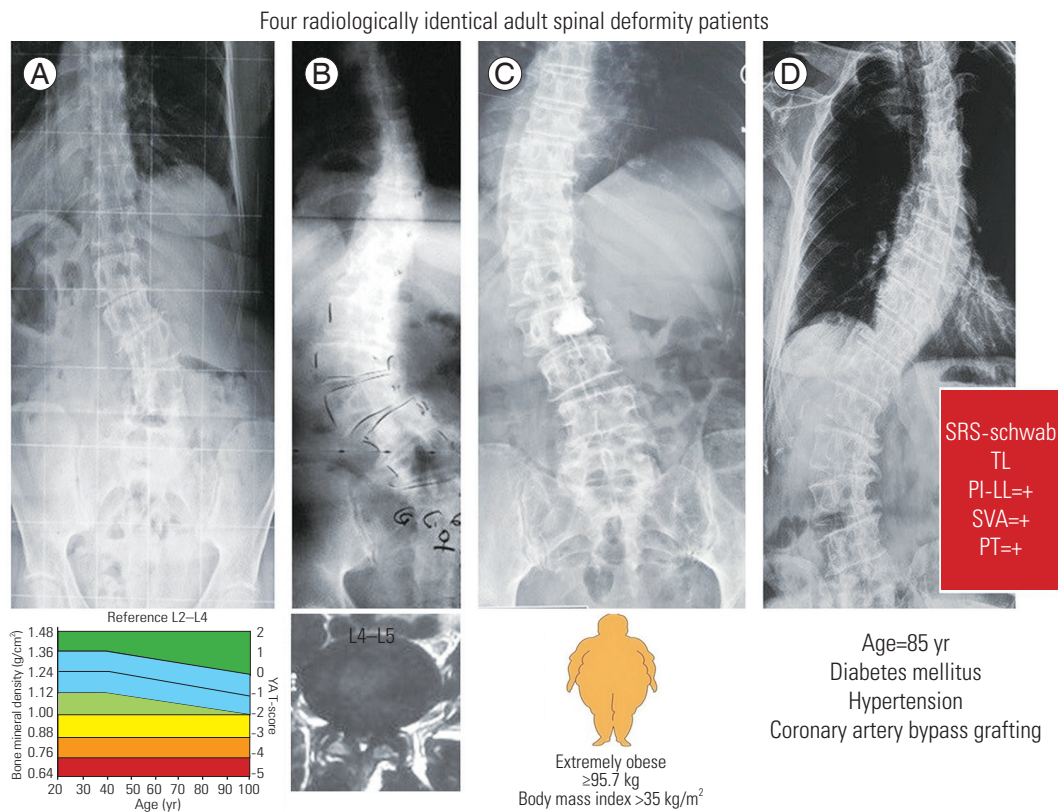 Four radiologically identical adult spinal deformity patients
A
B
C
D
SRS-schwab
TL
PI-LL=+
SVA=+
PT=+
Reference L2–L4
Bone mineral density (g/cm²)
1.48
1.36
1.24
1.12
1.00
0.88
0.76
0.64
2
1
0
-1
-2
-3
-4
-5
YA T-score
20 30 40 50 60 70 80 90 100
Age (yr)
L4–L5
Extremely obese
≥95.7 kg
Body mass index >35 kg/m²
Age=85 yr
Diabetes mellitus
Hypertension
Coronary artery bypass grafting